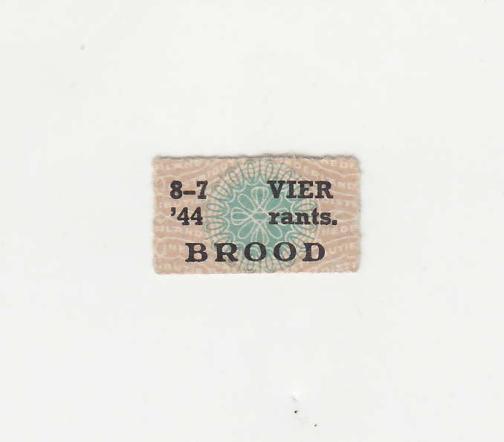 8–7 VIER
'44 rants.
BROOD